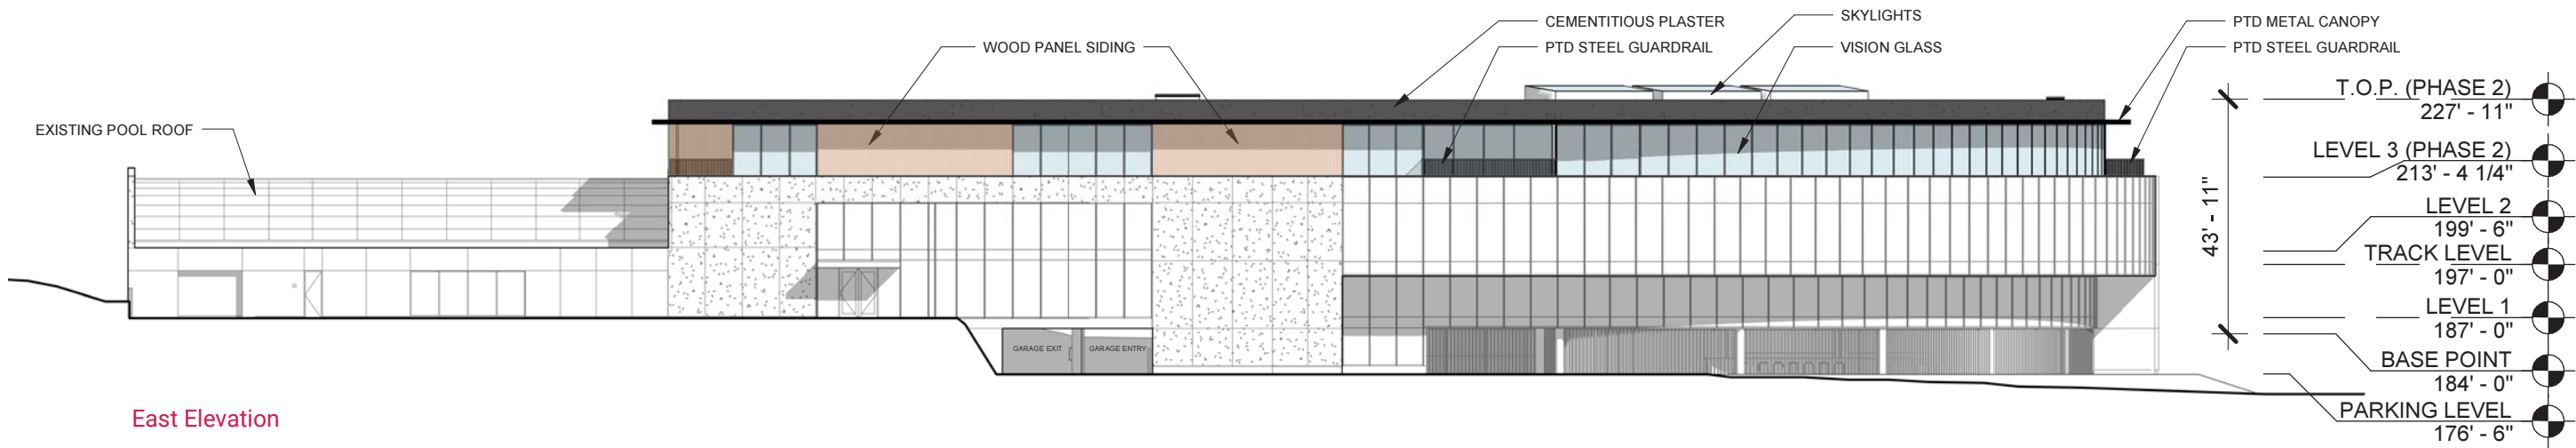 CEMENTITIOUS PLASTER
SKYLIGHTS
PTD METAL CANOPY
WOOD PANEL SIDING
PTD STEEL GUARDRAIL
VISION GLASS
PTD STEEL GUARDRAIL
EXISTING POOL ROOF
T.O.P. (PHASE 2)
227' - 11"
LEVEL 3 (PHASE 2)
213' - 4 1/4"
LEVEL 2
199' - 6"
43' - 11"
TRACK LEVEL
197' - 0"
LEVEL 1
187' - 0"
GARAGE EXIT
GARAGE ENTRY
BASE POINT
184' - 0"
PARKING LEVEL
176' - 6"
East Elevation